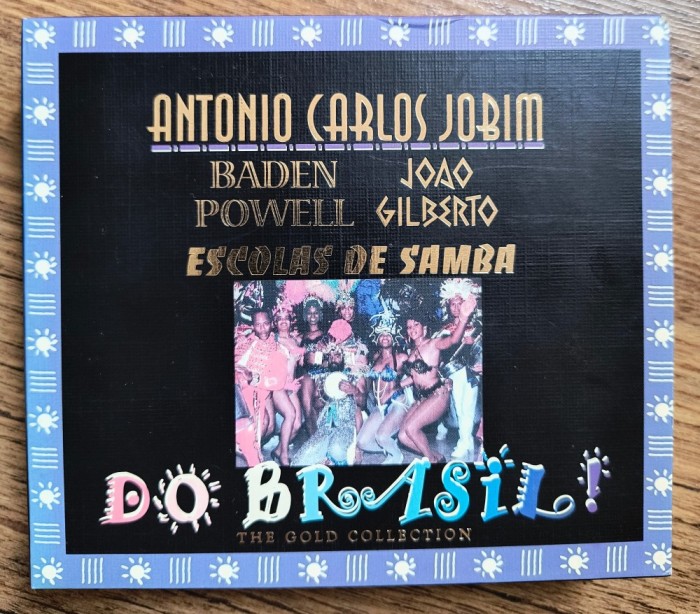 ANTONIO CARLOS JOBIM
BADEN POWELL
JOAO GILBERTO
ESCOLAS DE SAMBA
DO BRASIL!
THE GOLD COLLECTION